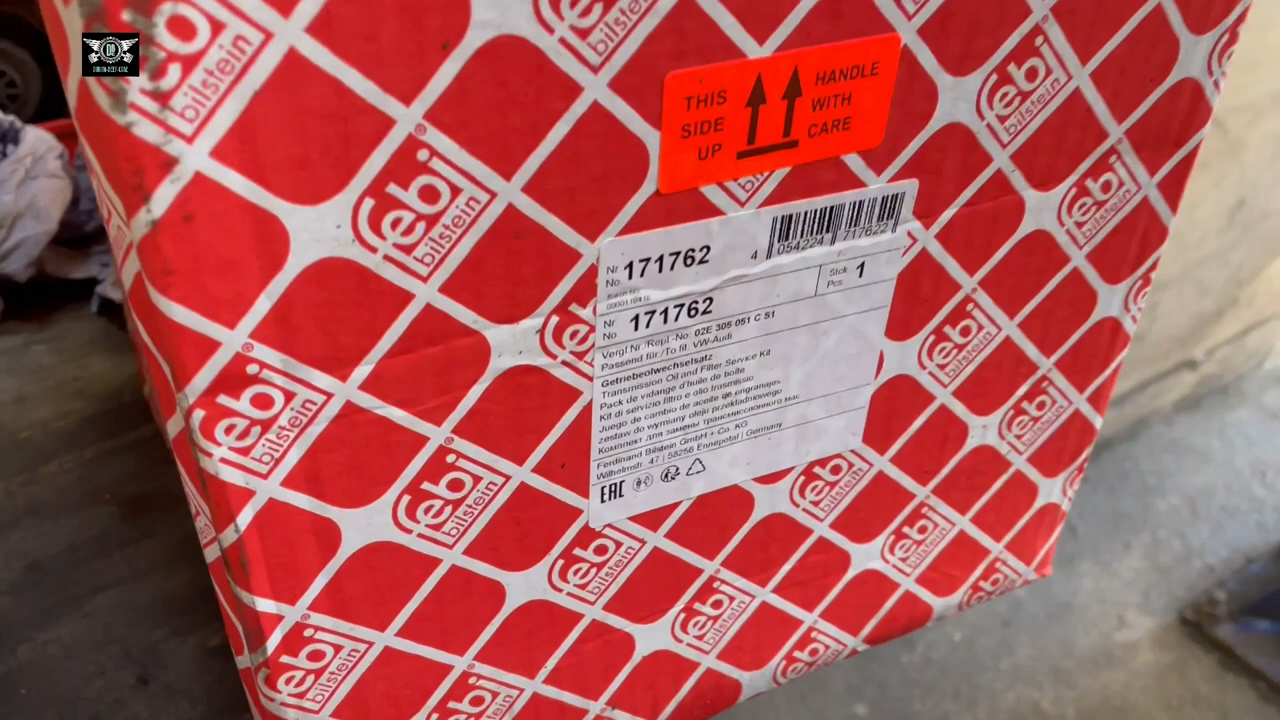 febi
bilstein
THIS
SIDE
UP
HANDLE
WITH
CARE
Nr
No
171762
4 054224 717622
Nr
No
171762
Stck
Pcs
1
Vergl Nr./Repl.-No. 02E 305 051 C S1
Passend für:/To fit. VW-Audi
Getriebeolwechselsatz
Transmission Oil and Filter Service Kit
Pack de vidange d'huile de boîte
Kit di servizio filtro e olio trasmissio
Juego de cambio de aceite de engranajes
zestaw do wymiany oleju przekładniowego
Комплект для замены трансмиссионного мас
Ferdinand Bilstein GmbH + Co. KG
Wilhelmstr. 47 | 58256 Ennepetal | Germany
EAC